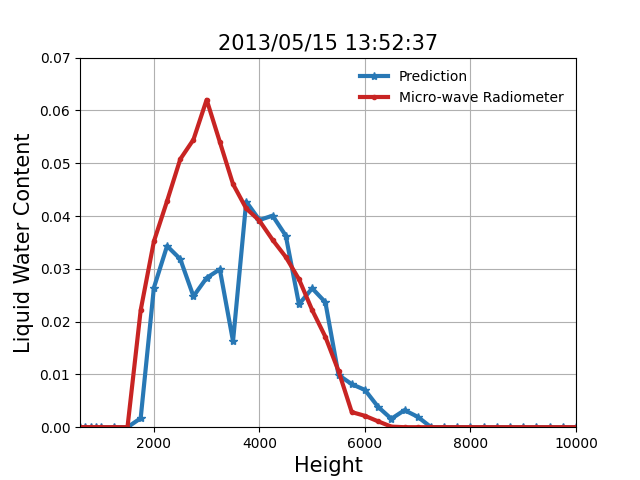 2013/05/15 13:52:37
0.07
0.06
0.05
0.04
0.03
0.02
0.01
0.00
Liquid Water Content
Prediction
Micro-wave Radiometer
2000 4000 6000 8000 10000
Height